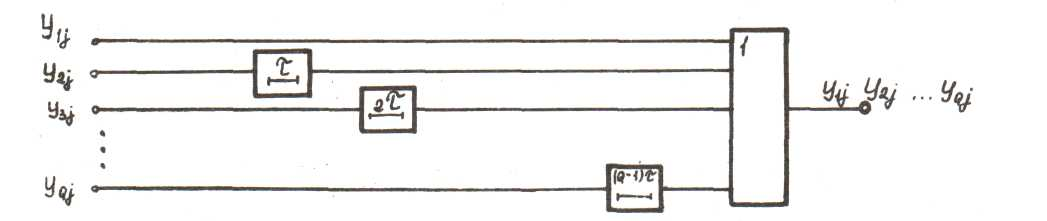 y1j
y2j
τ
y3j
2τ
yQj
(Q-1)τ
1
y1j y2j ... yQj